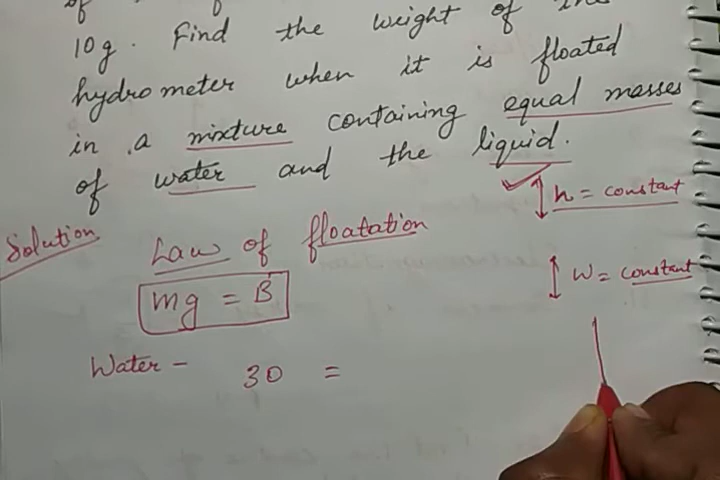 of
10g. Find the weight of the
hydrometer when it is floated
in a mixture containing equal masses
of water and the liquid.
h = constant
Solution
Law of floatation
W = constant
mg = B
Water - 30 =